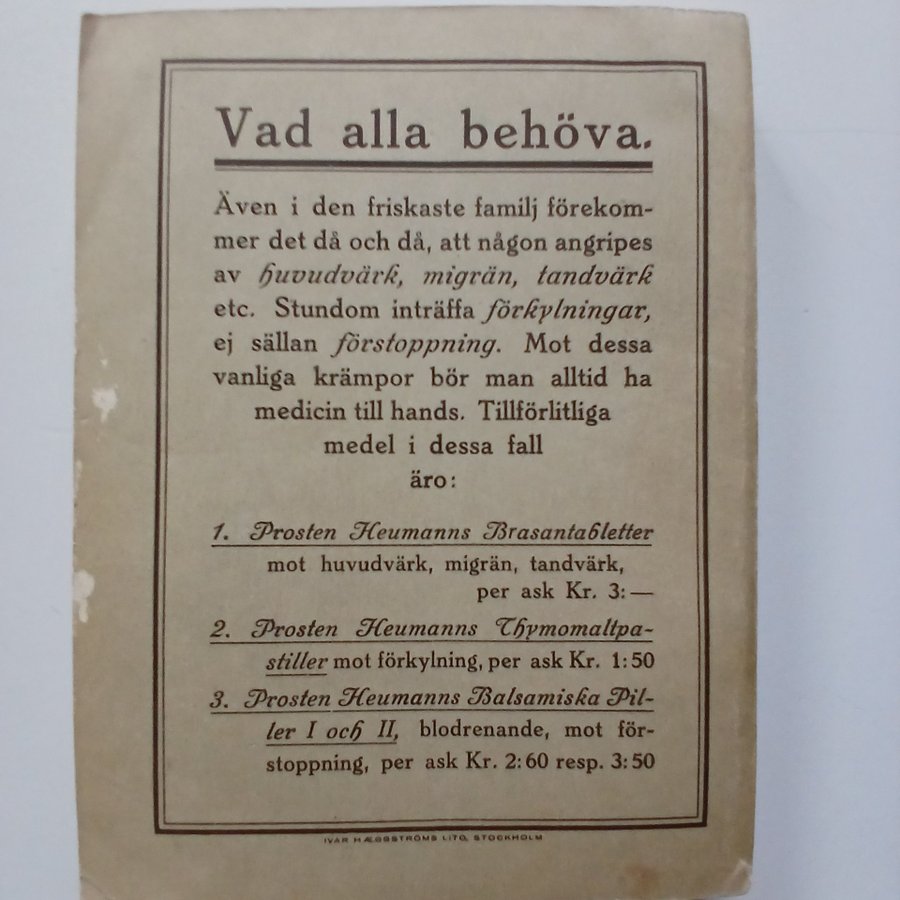 Vad alla behöva.
Även i den friskaste familj förekom-
mer det då och då, att någon angripes
av huvudvärk, migrän, tandvärk
etc. Stundom inträffa förkylningar,
ej sällan förstoppning. Mot dessa
vanliga krämpor bör man alltid ha
medicin till hands. Tillförlitliga
medel i dessa fall
äro:
1. Prosten Heumanns Brasantabletter
mot huvudvärk, migrän, tandvärk,
per ask Kr. 3:—
2. Prosten Heumanns Thymomaltpa-
stiller mot förkylning, per ask Kr. 1:50
3. Prosten Heumanns Balsamiska Pil-
ler I och II, blodrenande, mot för-
stoppning, per ask Kr. 2:60 resp. 3:50
IVAR HÆGGSTRÖMS LITO. STOCKHOLM